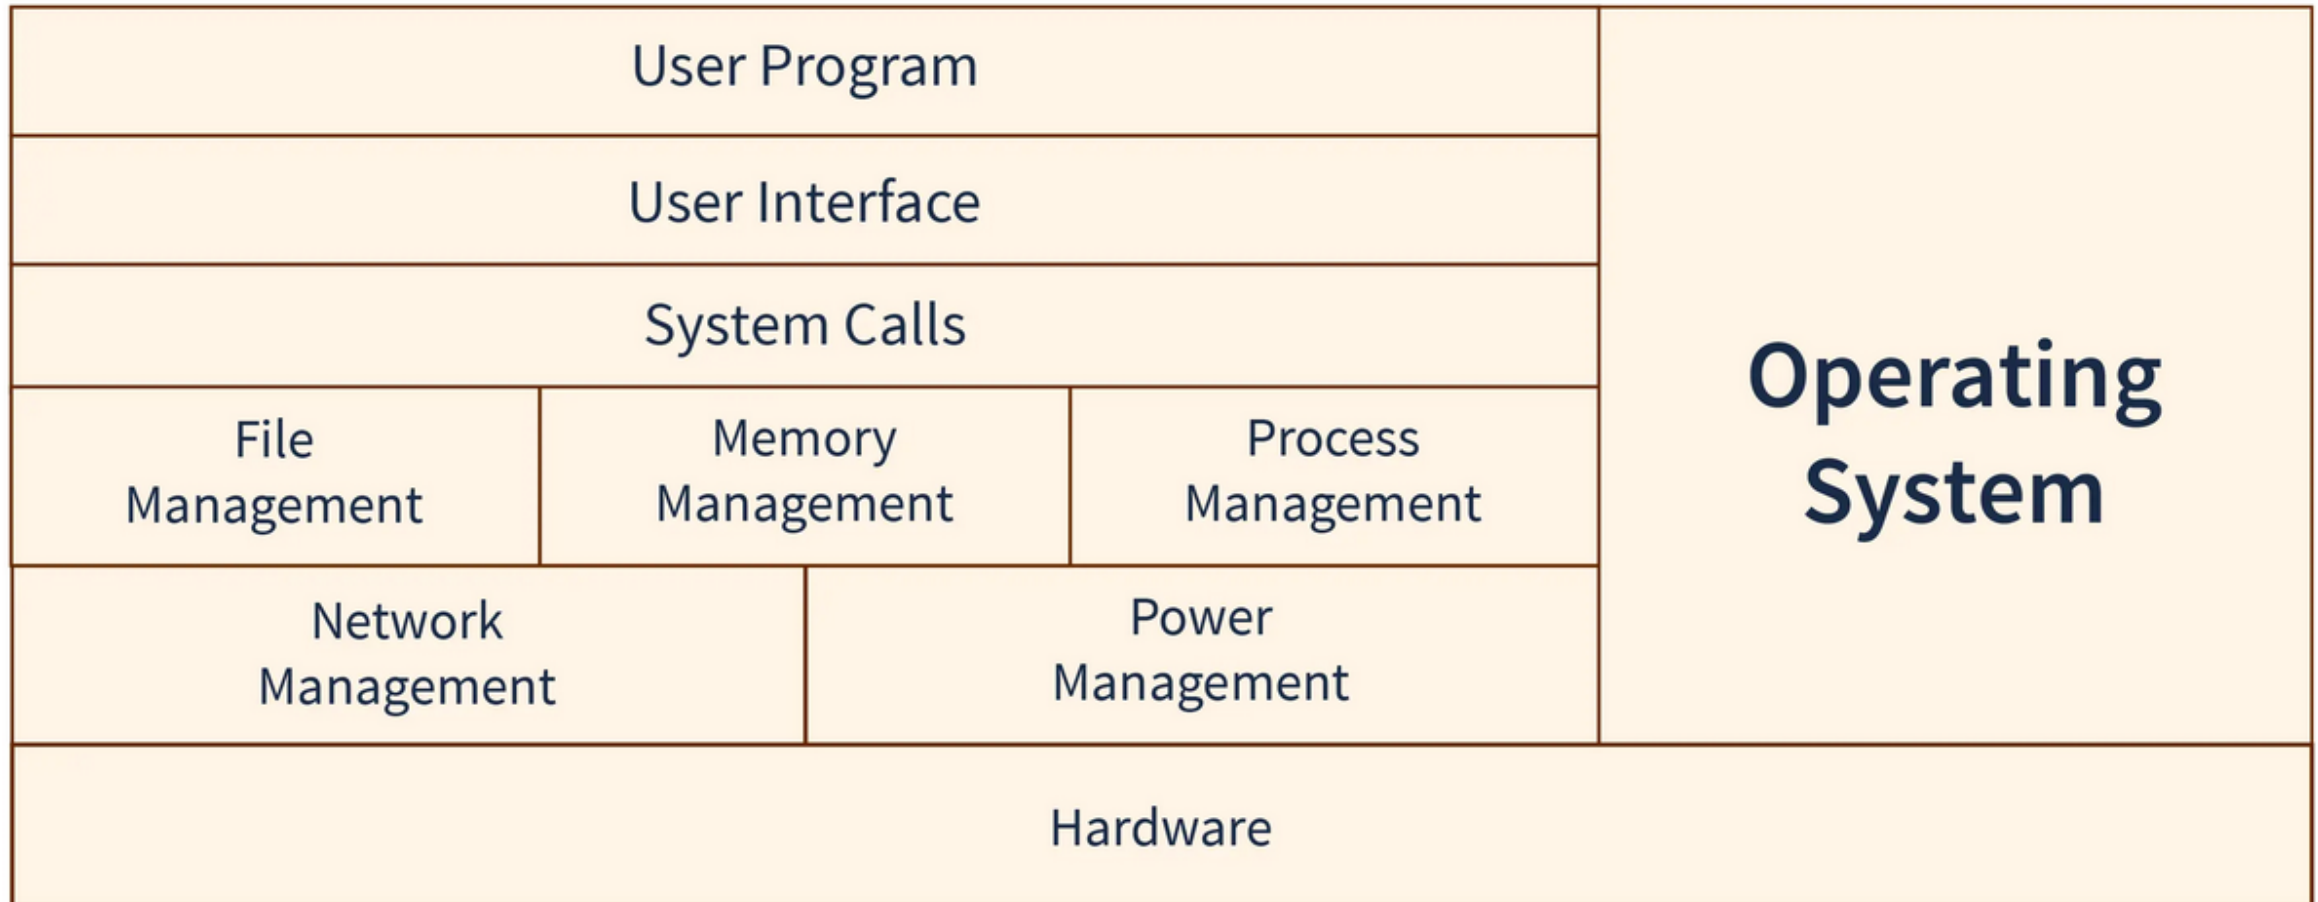 User Program
User Interface
System Calls
File
Management
Memory
Management
Process
Management
Network
Management
Power
Management
Operating
System
Hardware